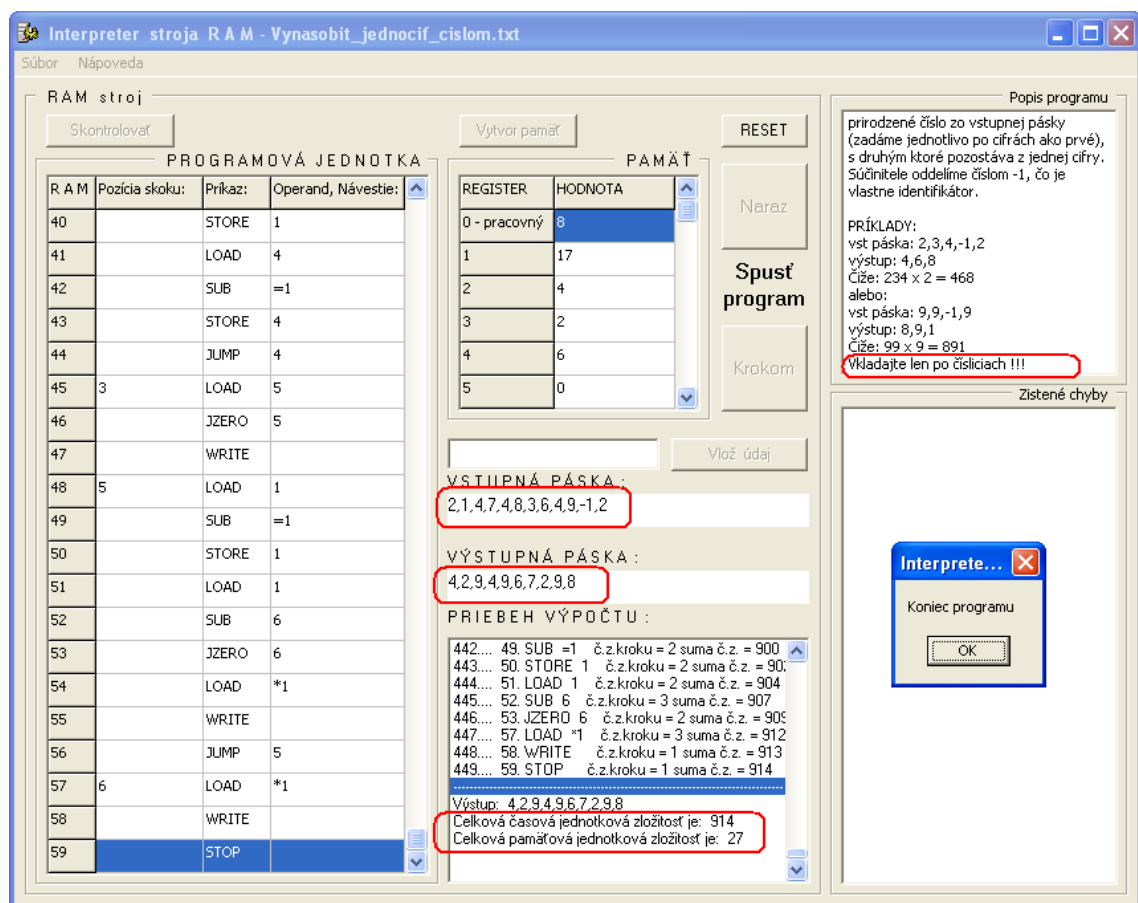 Interpreter stroja R A M - Vynasobit_jednocif_cislom.txt
Súbor Nápoveda
RAM stroj
Skontrolovať
Vytvor pamäť
RESET
PROGRAMOVÁ JEDNOTKA
R A M Pozícia skoku: Príkaz: Operand, Návestie:
40 STORE 1
41 LOAD 4
42 SUB =1
43 STORE 4
44 JUMP 4
45 3 LOAD 5
46 JZERO 5
47 WRITE
48 5 LOAD 1
49 SUB =1
50 STORE 1
51 LOAD 1
52 SUB 6
53 JZERO 6
54 LOAD *1
55 WRITE
56 JUMP 5
57 6 LOAD *1
58 WRITE
59 STOP
PAMÄŤ
REGISTER HODNOTA
0 - pracovný 8
1 17
2 4
3 2
4 6
5 0
Naraz
Spusť
program
Krokom
Vlož údaj
VSTUPNÁ PÁSKA :
2,1,4,7,4,8,3,6,4,9,-1,2
VÝSTUPNÁ PÁSKA :
4,2,9,4,9,6,7,2,9,8
PRIEBEH VÝPOČTU :
442.... 49. SUB =1 č.z.kroku = 2 suma č.z. = 900
443.... 50. STORE 1 č.z.kroku = 2 suma č.z. = 902
444.... 51. LOAD 1 č.z.kroku = 2 suma č.z. = 904
445.... 52. SUB 6 č.z.kroku = 3 suma č.z. = 907
446.... 53. JZERO 6 č.z.kroku = 2 suma č.z. = 909
447.... 57. LOAD *1 č.z.kroku = 3 suma č.z. = 912
448.... 58. WRITE č.z.kroku = 1 suma č.z. = 913
449.... 59. STOP č.z.kroku = 1 suma č.z. = 914
Výstup: 4,2,9,4,9,6,7,2,9,8
Celková časová jednotková zložitosť je: 914
Celková pamäťová jednotková zložitosť je: 27
Popis programu
prirodzené číslo zo vstupnej pásky
(zadáme jednotlivo po cifrách ako prvé),
s druhým ktoré pozostáva z jednej cifry.
Súčinitele oddelíme číslom -1, čo je
vlastne identifikátor.
PRÍKLADY:
vst páska: 2,3,4,-1,2
výstup: 4,6,8
Čiže: 234 x 2 = 468
alebo:
vst páska: 9,9,-1,9
výstup: 8,9,1
Čiže: 99 x 9 = 891
Vkladajte len po čísliciach !!!
Zistené chyby
Interprete...
Koniec programu
OK